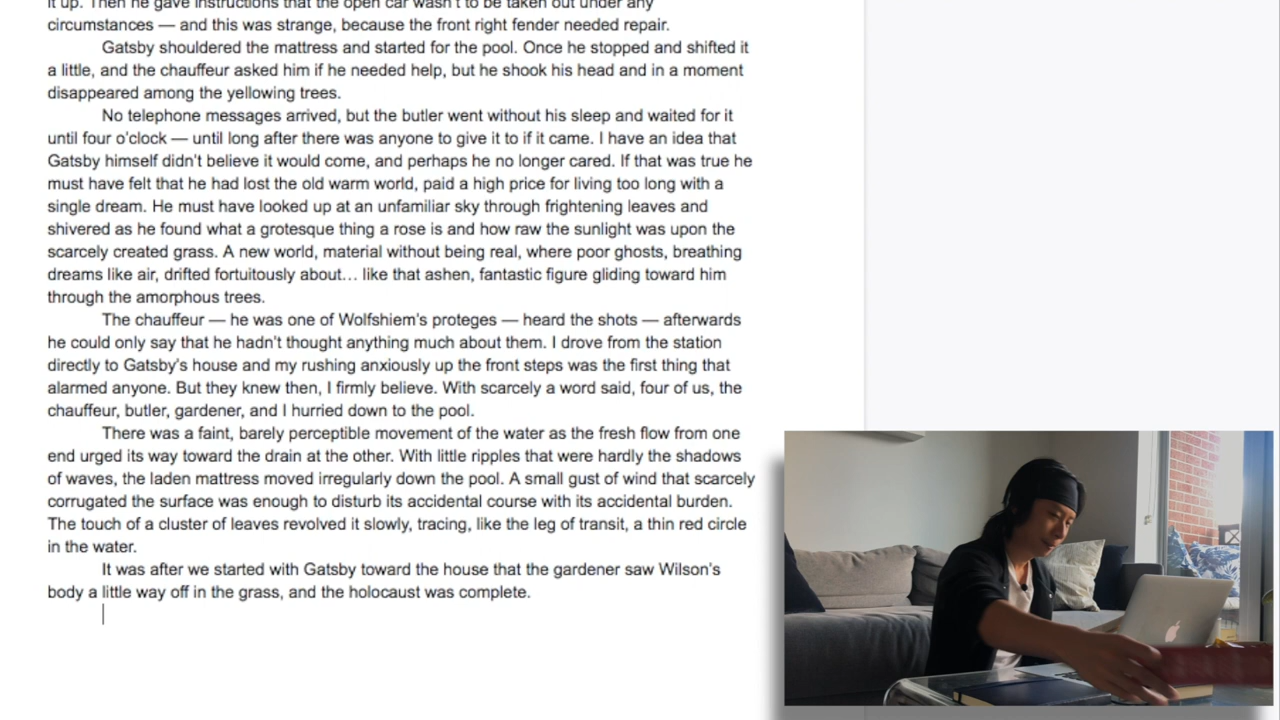 it up. Then he gave instructions that the open car wasn't to be taken out under any
circumstances — and this was strange, because the front right fender needed repair.
Gatsby shouldered the mattress and started for the pool. Once he stopped and shifted it
a little, and the chauffeur asked him if he needed help, but he shook his head and in a moment
disappeared among the yellowing trees.
No telephone messages arrived, but the butler went without his sleep and waited for it
until four o'clock — until long after there was anyone to give it to if it came. I have an idea that
Gatsby himself didn't believe it would come, and perhaps he no longer cared. If that was true he
must have felt that he had lost the old warm world, paid a high price for living too long with a
single dream. He must have looked up at an unfamiliar sky through frightening leaves and
shivered as he found what a grotesque thing a rose is and how raw the sunlight was upon the
scarcely created grass. A new world, material without being real, where poor ghosts, breathing
dreams like air, drifted fortuitously about… like that ashen, fantastic figure gliding toward him
through the amorphous trees.
The chauffeur — he was one of Wolfshiem's proteges — heard the shots — afterwards
he could only say that he hadn't thought anything much about them. I drove from the station
directly to Gatsby's house and my rushing anxiously up the front steps was the first thing that
alarmed anyone. But they knew then, I firmly believe. With scarcely a word said, four of us, the
chauffeur, butler, gardener, and I hurried down to the pool.
There was a faint, barely perceptible movement of the water as the fresh flow from one
end urged its way toward the drain at the other. With little ripples that were hardly the shadows
of waves, the laden mattress moved irregularly down the pool. A small gust of wind that scarcely
corrugated the surface was enough to disturb its accidental course with its accidental burden.
The touch of a cluster of leaves revolved it slowly, tracing, like the leg of transit, a thin red circle
in the water.
It was after we started with Gatsby toward the house that the gardener saw Wilson's
body a little way off in the grass, and the holocaust was complete.